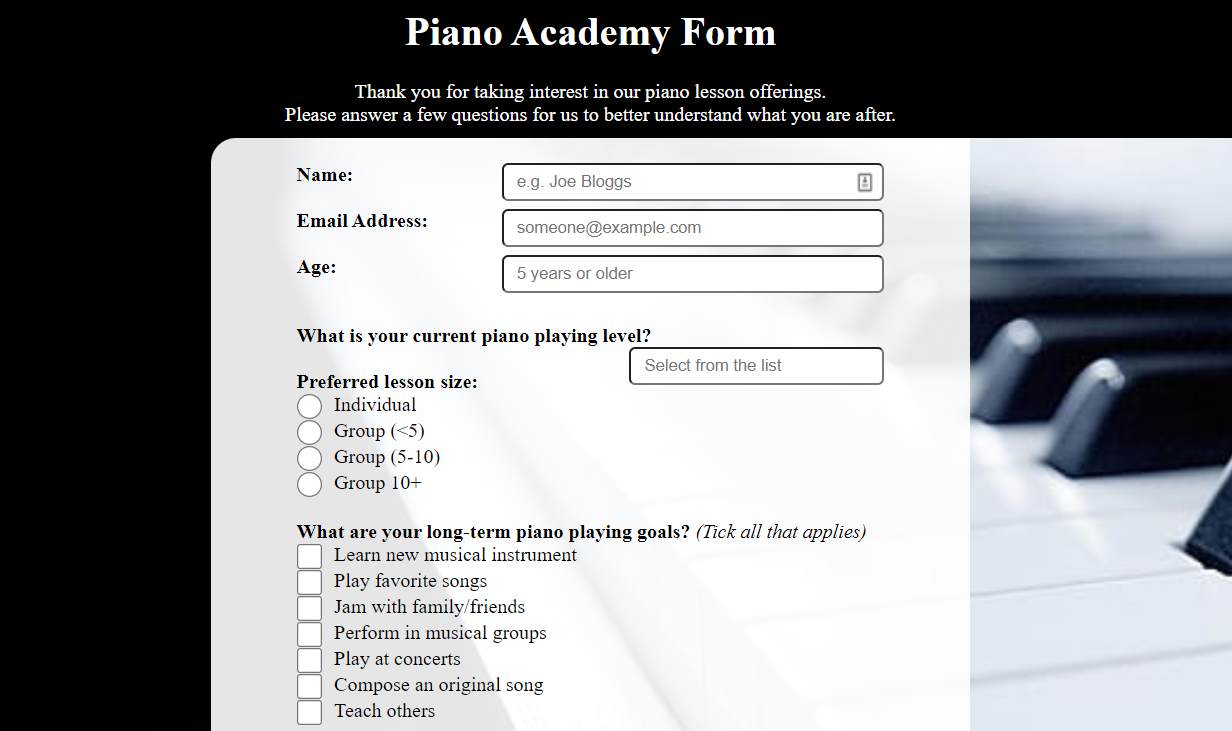 Piano Academy Form
Thank you for taking interest in our piano lesson offerings.
Please answer a few questions for us to better understand what you are after.
Name:
e.g. Joe Bloggs
Email Address:
someone@example.com
Age:
5 years or older
What is your current piano playing level?
Select from the list
Preferred lesson size:
Individual
Group (<5)
Group (5-10)
Group 10+
What are your long-term piano playing goals? (Tick all that applies)
Learn new musical instrument
Play favorite songs
Jam with family/friends
Perform in musical groups
Play at concerts
Compose an original song
Teach others